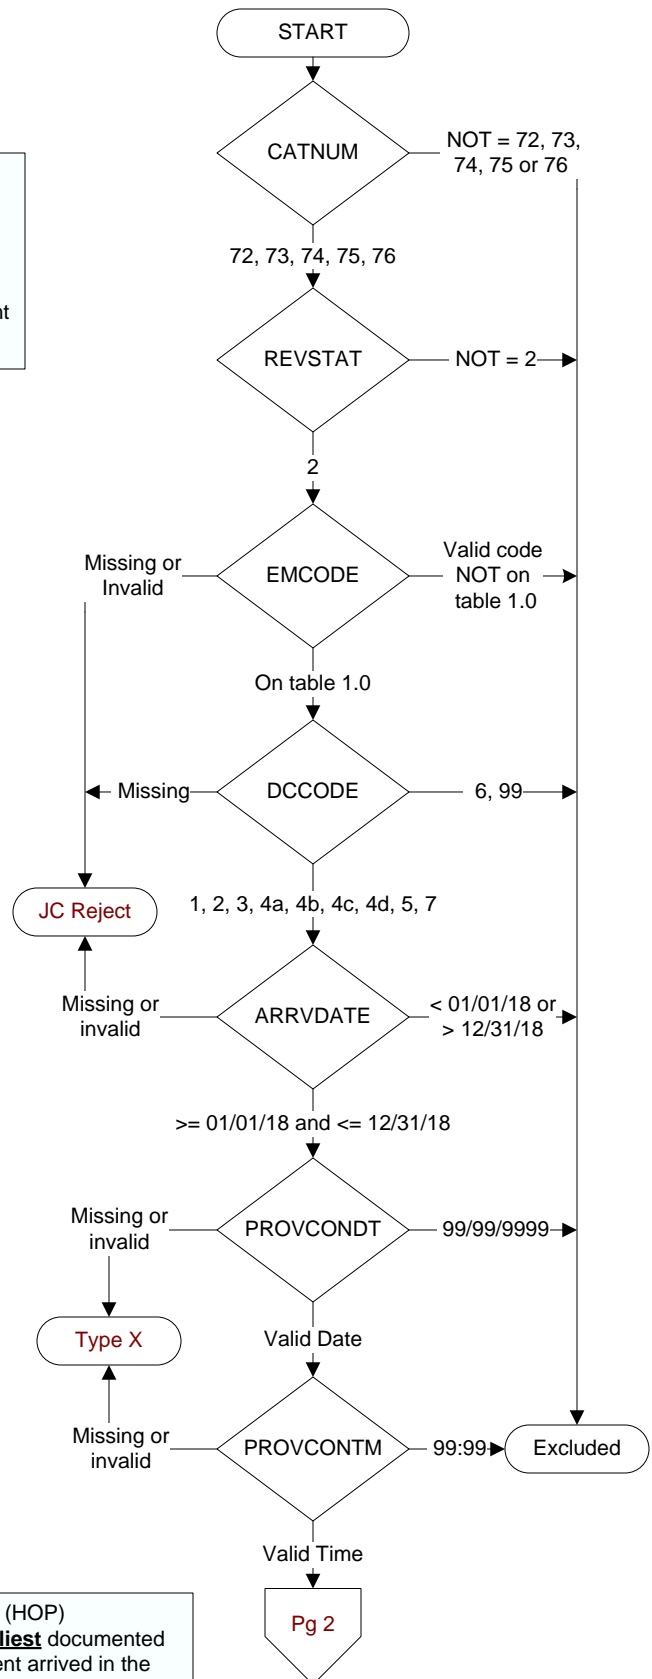 START
CATNUM
NOT = 72, 73,
74, 75 or 76
72, 73, 74, 75, 76
nt
REVSTAT
NOT = 2
2
Missing or
Invalid
EMCODE
Valid code
NOT on
table 1.0
On table 1.0
Missing
DCCODE
6, 99
JC Reject
1, 2, 3, 4a, 4b, 4c, 4d, 5, 7
Missing or
invalid
ARRVDATE
< 01/01/18 or
> 12/31/18
>= 01/01/18 and <= 12/31/18
Missing or
invalid
PROVCONDT
99/99/9999
Type X
Valid Date
Missing or
invalid
PROVCONTM
99:99
Excluded
Valid Time
Pg 2
(HOP)
liest documented
ent arrived in the